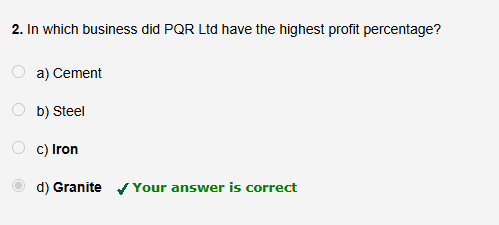 2. In which business did PQR Ltd have the highest profit percentage?
a) Cement
b) Steel
c) Iron
d) Granite ✓ Your answer is correct